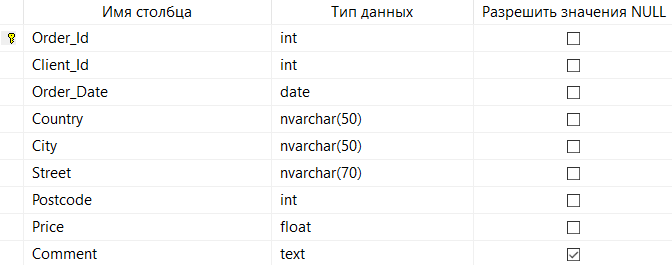 Имя столбца Тип данных Разрешить значения NULL
Order_Id int
Client_Id int
Order_Date date
Country nvarchar(50)
City nvarchar(50)
Street nvarchar(70)
Postcode int
Price float
Comment text